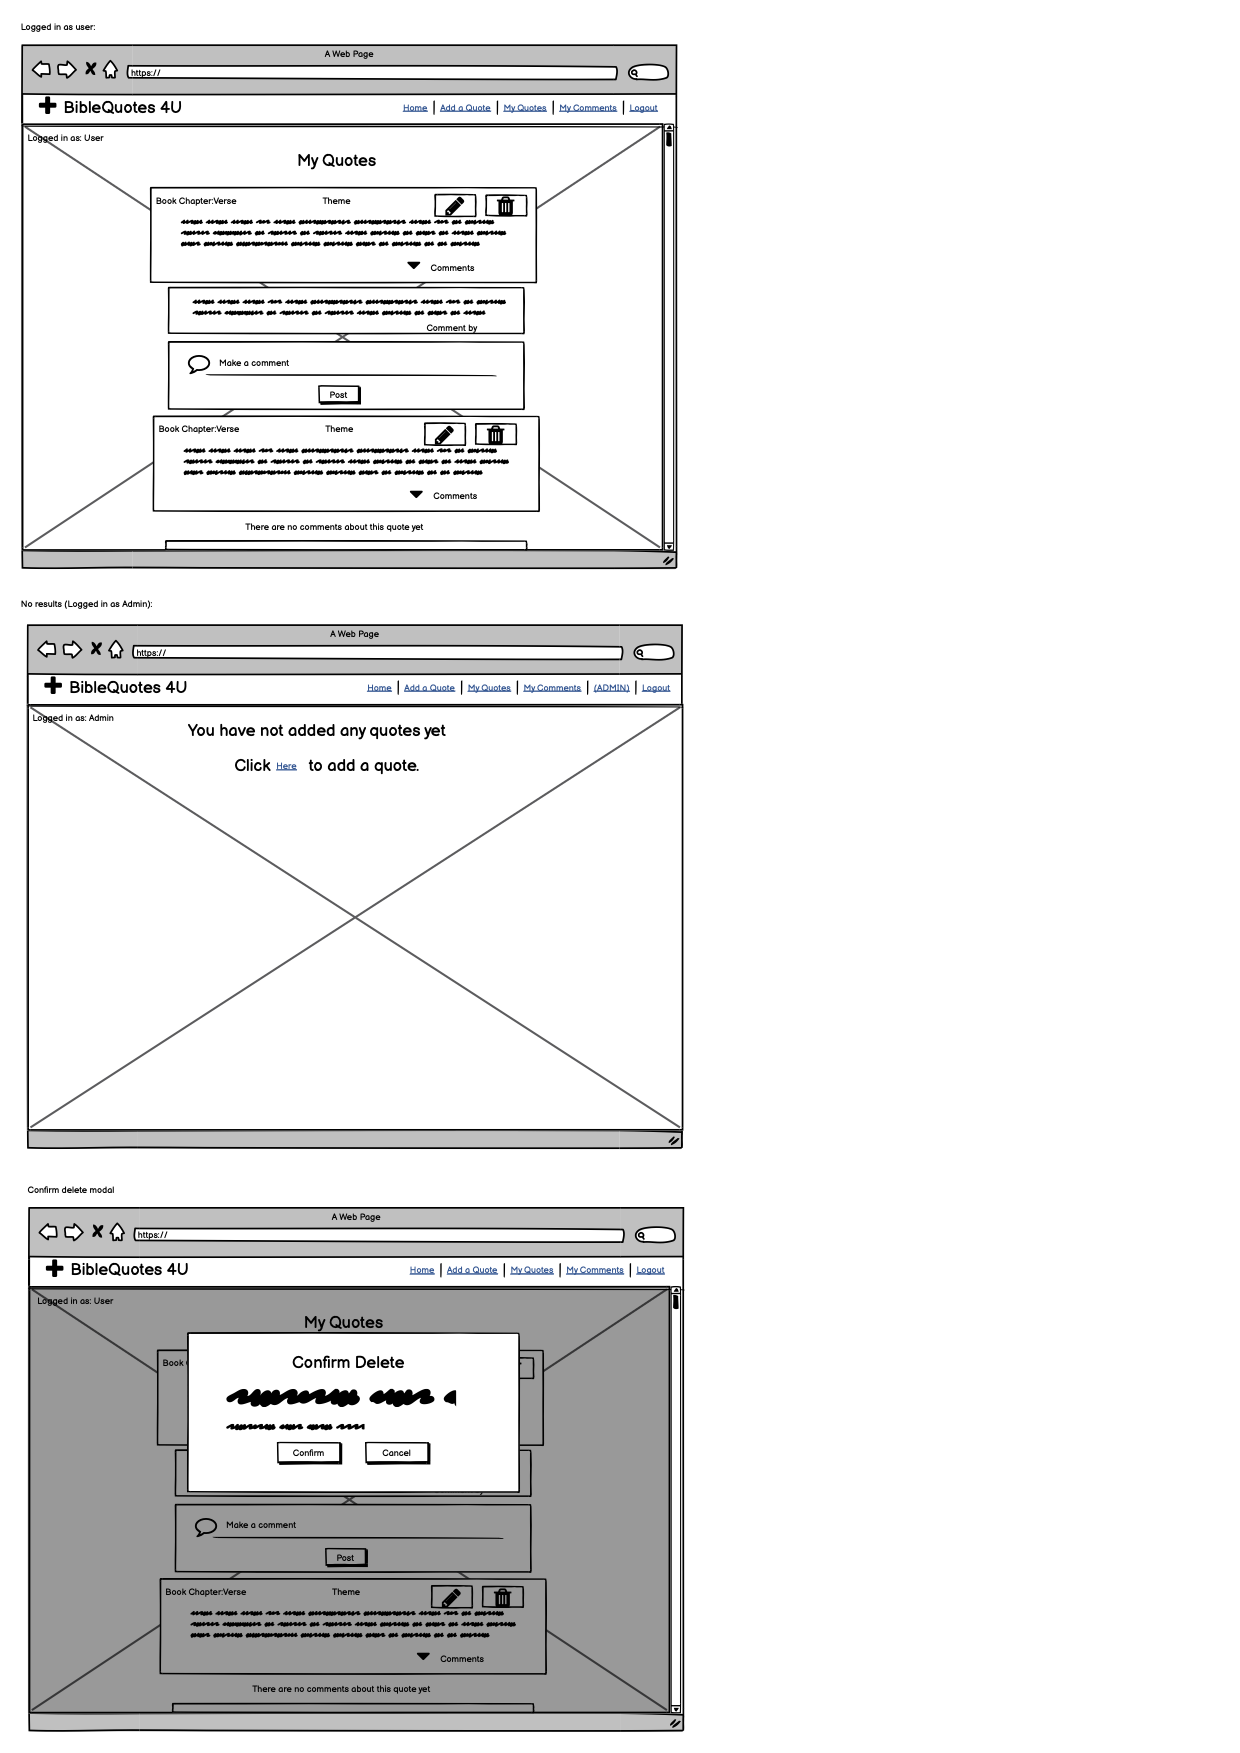 Logged in as user:
A Web Page
https://
BibleQuotes 4U
Home | Add a Quote | My Quotes | My Comments | Logout
Logged in as: User
My Quotes
Book Chapter:Verse Theme
Comments
Comment by
Make a comment
Post
Book Chapter:Verse Theme
Comments
There are no comments about this quote yet
No results (Logged in as Admin):
A Web Page
https://
BibleQuotes 4U
Home | Add a Quote | My Quotes | My Comments | (ADMIN) | Logout
Logged in as: Admin
You have not added any quotes yet
Click Here to add a quote.
Confirm delete modal
A Web Page
https://
BibleQuotes 4U
Home | Add a Quote | My Quotes | My Comments | Logout
Logged in as: User
My Quotes
Book
Confirm Delete
Confirm Cancel
Make a comment
Post
Book Chapter:Verse Theme
Comments
There are no comments about this quote yet